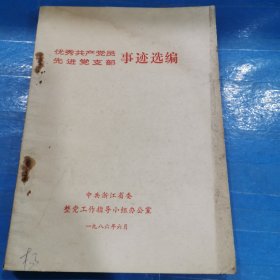 优秀共产党员
先进党支部
事迹选编
中共浙江省委
整党工作指导小组办公室
一九八六年六月